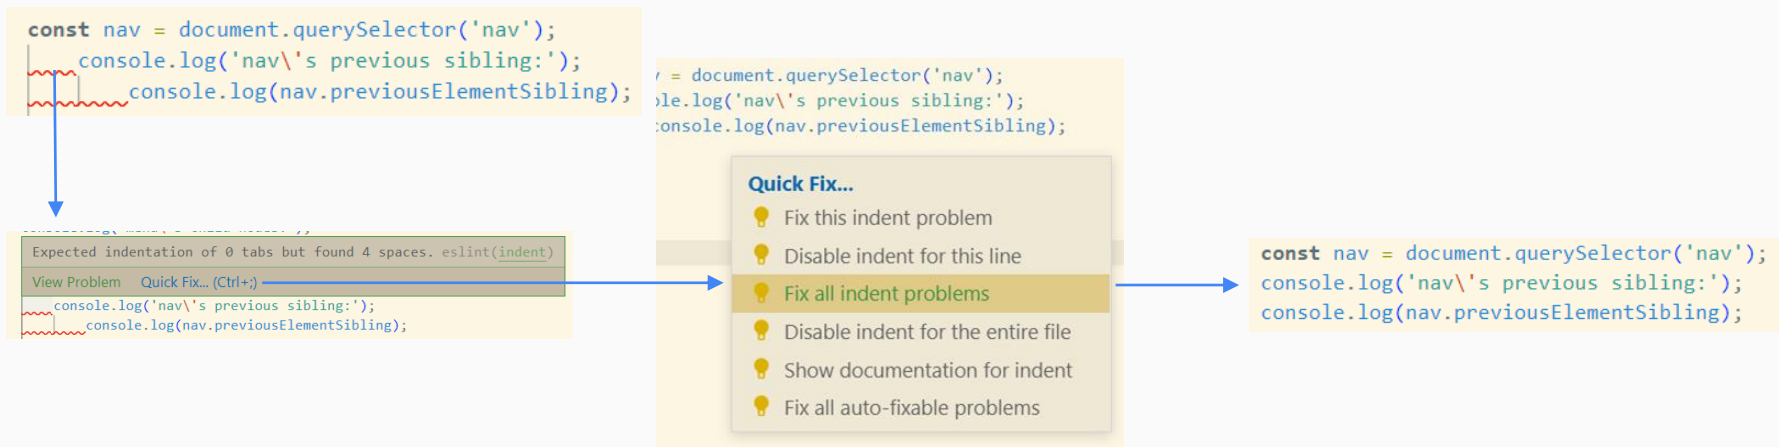 const nav = document.querySelector('nav');
console.log('nav\'s previous sibling:');
console.log(nav.previousElementSibling);
Expected indentation of 0 tabs but found 4 spaces. eslint(indent)
View Problem Quick Fix... (Ctrl+;)
console.log('nav\'s previous sibling:');
console.log(nav.previousElementSibling);
= document.querySelector('nav');
le.log('nav\'s previous sibling:');
console.log(nav.previousElementSibling);
Quick Fix...
Fix this indent problem
Disable indent for this line
Fix all indent problems
Disable indent for the entire file
Show documentation for indent
Fix all auto-fixable problems
const nav = document.querySelector('nav');
console.log('nav\'s previous sibling:');
console.log(nav.previousElementSibling);